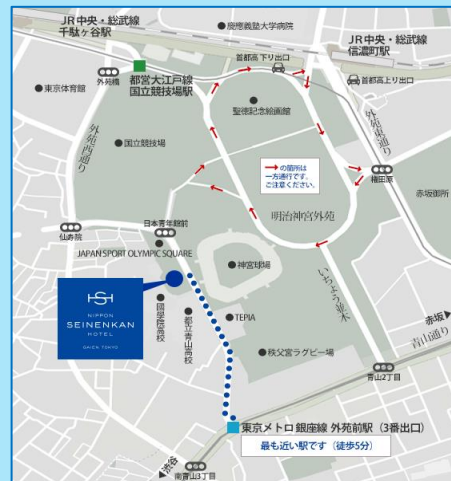 JR中央・総武線
千駄ヶ谷駅
慶應義塾大学病院
JR中央・総武線
信濃町駅
首都高下り出口
首都高上り出口
外苑橋
都営大江戸線
国立競技場駅
東京体育館
聖徳記念絵画館
外苑西通り
外苑東通り
国立競技場
→の箇所は
一方通行です。
ご注意ください。
権田原
赤坂御所
明治神宮外苑
仙寿院
日本青年館前
JAPAN SPORT OLYMPIC SQUARE
神宮球場
いちょう並木
NIPPON
SEINENKAN
HOTEL
GAIEN TOKYO
國學院高校
都立青山高校
TEPIA
秩父宮ラグビー場
赤坂▶
青山通り
青山2丁目
東京メトロ 銀座線 外苑前駅（3番出口）
最も近い駅です（徒歩5分）
◀渋谷
南青山3丁目